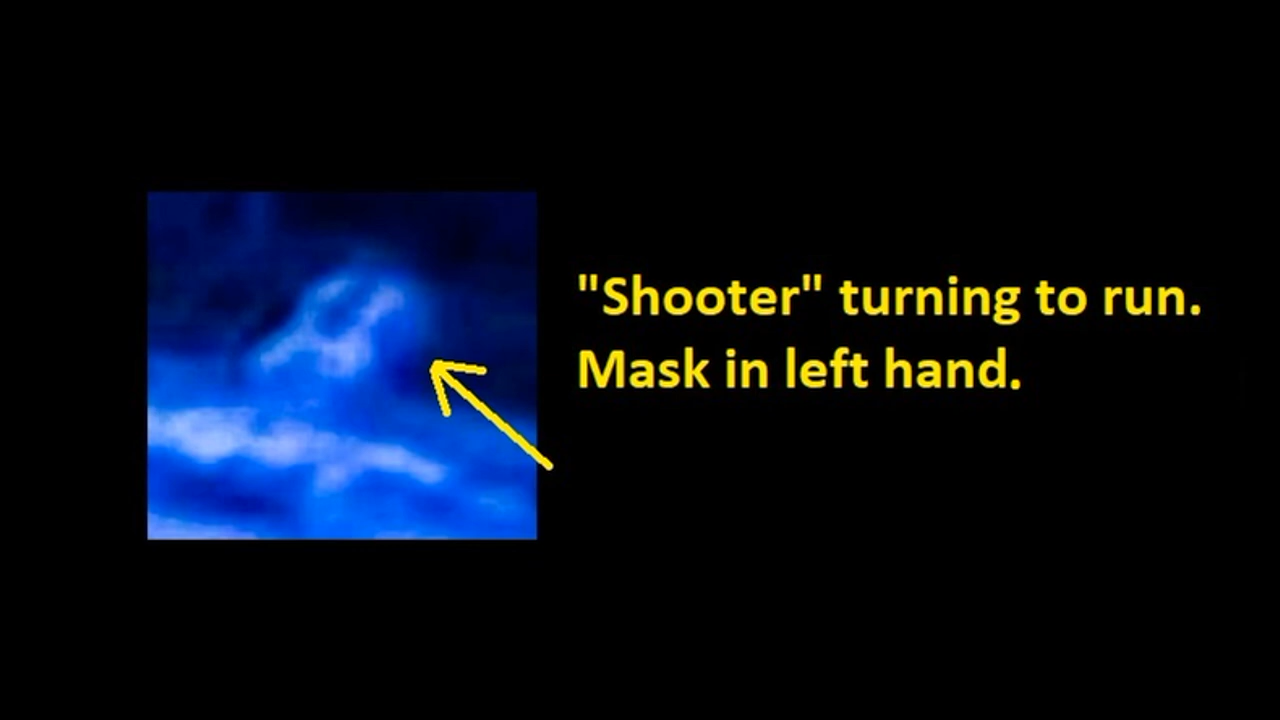 "Shooter" turning to run.
Mask in left hand.